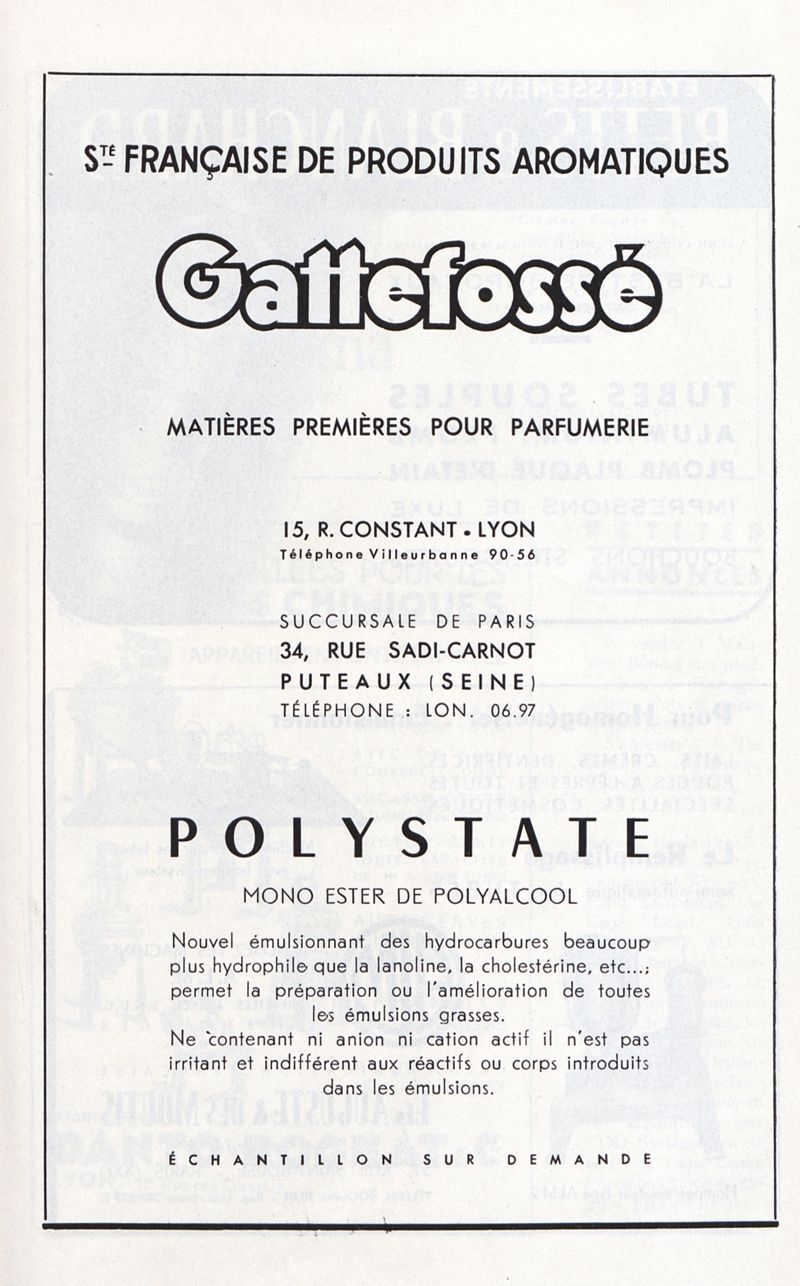 STÉ FRANÇAISE DE PRODUITS AROMATIQUES
Gattefossé
MATIÈRES PREMIÈRES POUR PARFUMERIE
15, R. CONSTANT . LYON
Téléphone Villeurbanne 90-56
SUCCURSALE DE PARIS
34, RUE SADI-CARNOT
PUTEAUX (SEINE)
TÉLÉPHONE : LON. 06.97
POLYSTATE
MONO ESTER DE POLYALCOOL
Nouvel émulsionnant des hydrocarbures beaucoup
plus hydrophile que la lanoline, la cholestérine, etc...;
permet la préparation ou l'amélioration de toutes
les émulsions grasses.
Ne contenant ni anion ni cation actif il n'est pas
irritant et indifférent aux réactifs ou corps introduits
dans les émulsions.
ÉCHANTILLON SUR DEMANDE